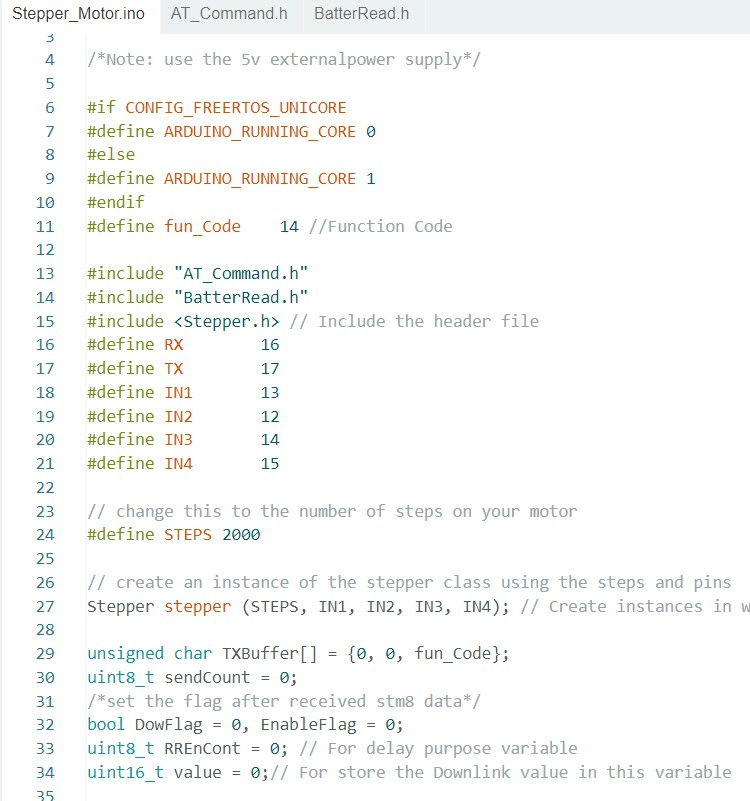 Stepper_Motor.ino AT_Command.h BatterRead.h
3
4 /*Note: use the 5v externalpower supply*/
5
6 #if CONFIG_FREERTOS_UNICORE
7 #define ARDUINO_RUNNING_CORE 0
8 #else
9 #define ARDUINO_RUNNING_CORE 1
10 #endif
11 #define fun_Code    14 //Function Code
12
13 #include "AT_Command.h"
14 #include "BatterRead.h"
15 #include <Stepper.h> // Include the header file
16 #define RX        16
17 #define TX        17
18 #define IN1       13
19 #define IN2       12
20 #define IN3       14
21 #define IN4       15
22
23 // change this to the number of steps on your motor
24 #define STEPS 2000
25
26 // create an instance of the stepper class using the steps and pins
27 Stepper stepper (STEPS, IN1, IN2, IN3, IN4); // Create instances in w
28
29 unsigned char TXBuffer[] = {0, 0, fun_Code};
30 uint8_t sendCount = 0;
31 /*set the flag after received stm8 data*/
32 bool DowFlag = 0, EnableFlag = 0;
33 uint8_t RREnCont = 0; // For delay purpose variable
34 uint16_t value = 0;// For store the Downlink value in this variable
35